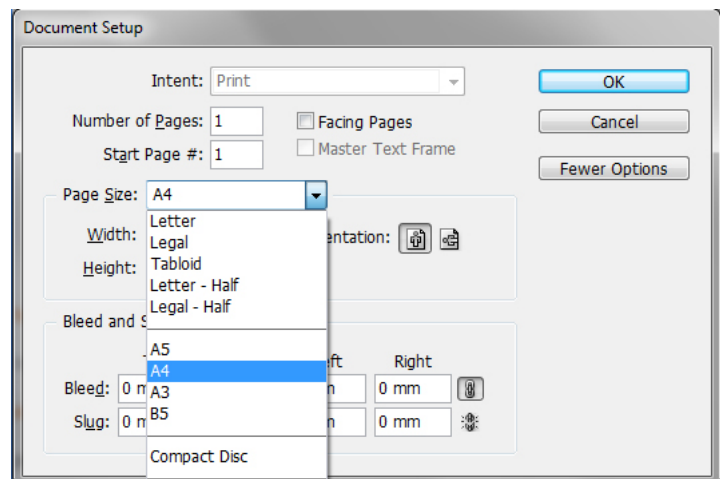 Document Setup
Intent: Print
OK
Number of Pages: 1
Facing Pages
Cancel
Start Page #: 1
Master Text Frame
Fewer Options
Page Size: A4
Letter
Width:
Legal
Tabloid
Height:
Letter - Half
Legal - Half
Bleed and
A5
Right
A4
Bleed: 0
0 mm
A3
B5
Slug: 0
0 mm
Compact Disc